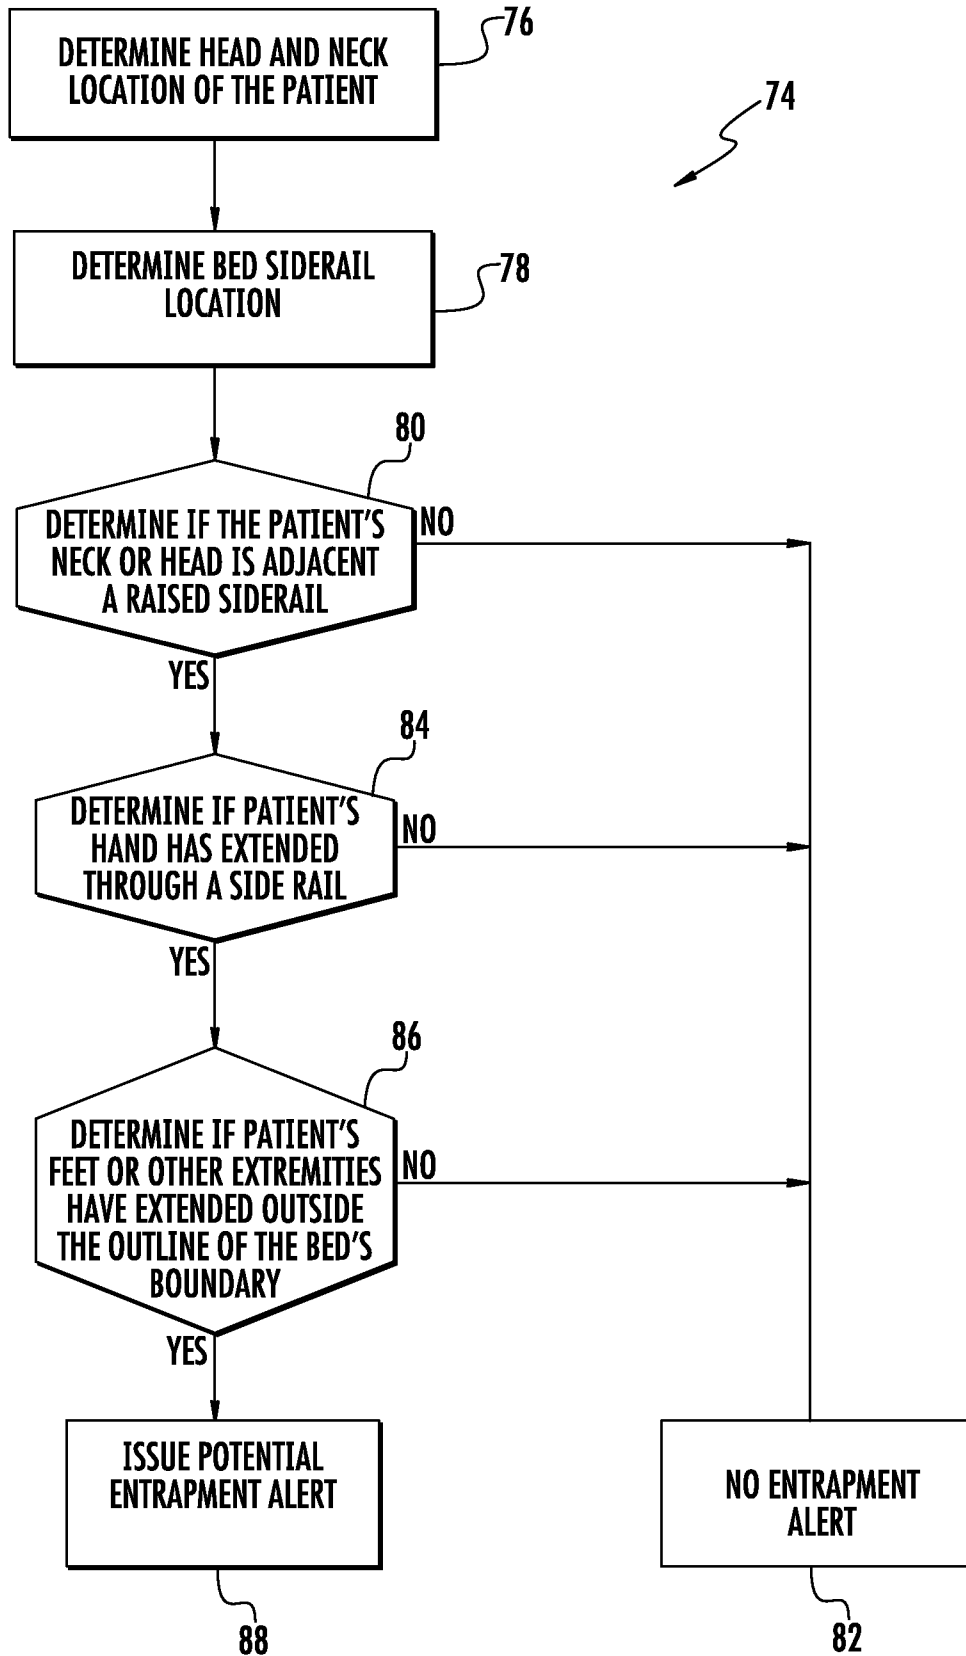 DETERMINE HEAD AND NECK
LOCATION OF THE PATIENT
76
74
DETERMINE BED SIDERAIL
LOCATION
78
80
DETERMINE IF THE PATIENT'S
NECK OR HEAD IS ADJACENT
A RAISED SIDERAIL
NO
YES
84
DETERMINE IF PATIENT'S
HAND HAS EXTENDED
THROUGH A SIDE RAIL
NO
YES
86
DETERMINE IF PATIENT'S
FEET OR OTHER EXTREMITIES
HAVE EXTENDED OUTSIDE
THE OUTLINE OF THE BED'S
BOUNDARY
NO
YES
ISSUE POTENTIAL
ENTRAPMENT ALERT
88
NO ENTRAPMENT
ALERT
82